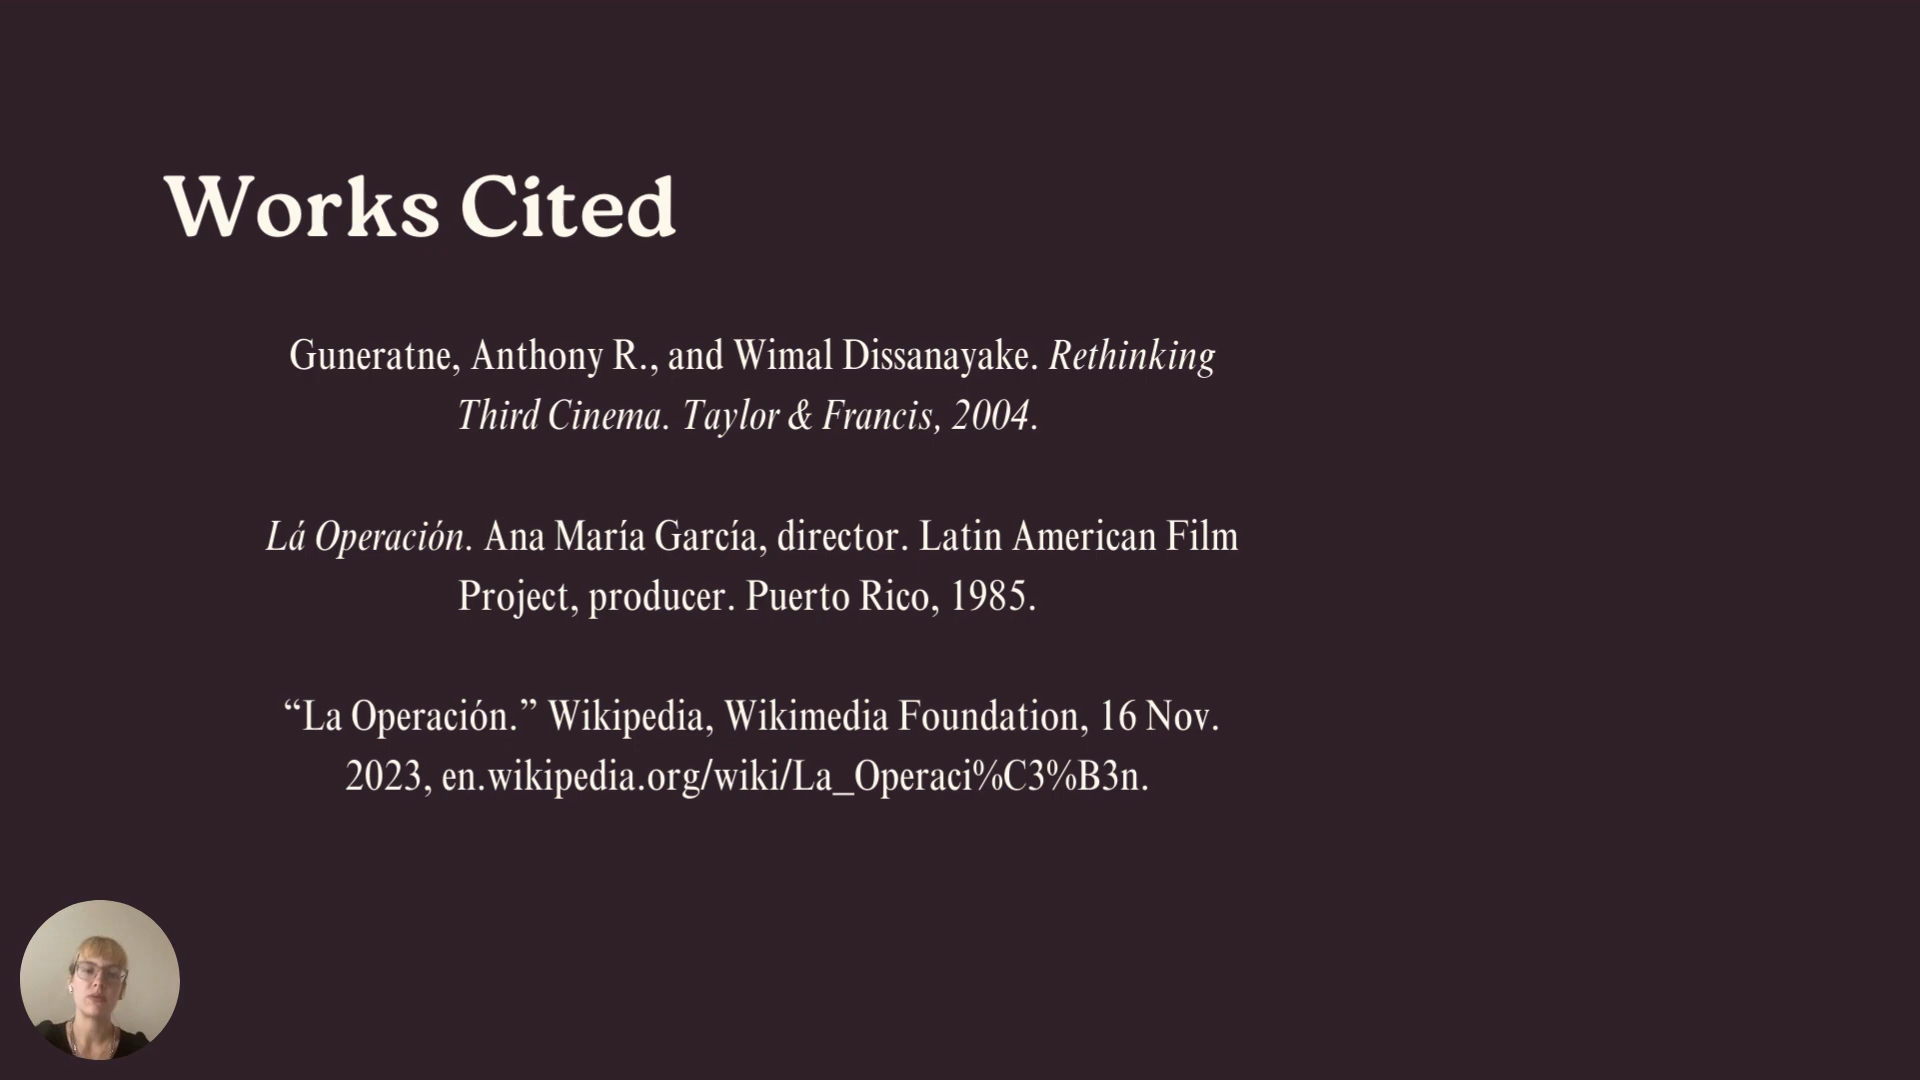 Works Cited
Guneratne, Anthony R., and Wimal Dissanayake. Rethinking
Third Cinema. Taylor & Francis, 2004.
Lá Operación. Ana María García, director. Latin American Film
Project, producer. Puerto Rico, 1985.
“La Operación.” Wikipedia, Wikimedia Foundation, 16 Nov.
2023, en.wikipedia.org/wiki/La_Operaci%C3%B3n.